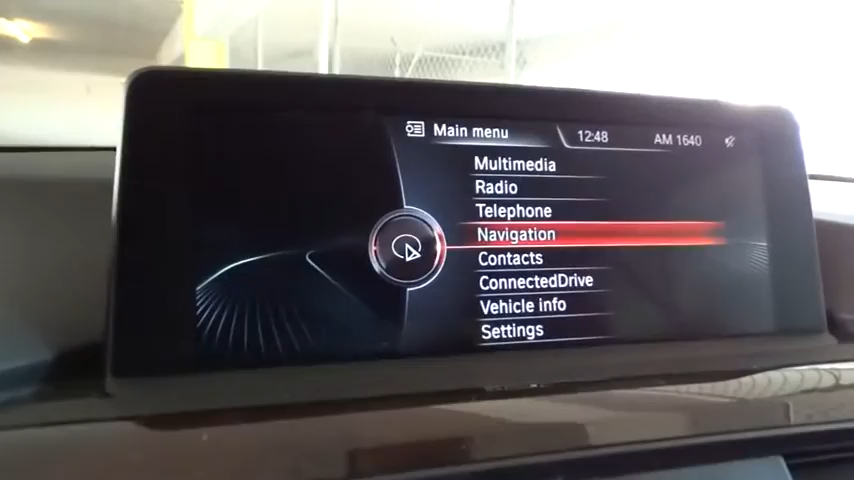 Main menu 12:48 AM 1640
Multimedia
Radio
Telephone
Navigation
Contacts
ConnectedDrive
Vehicle info
Settings